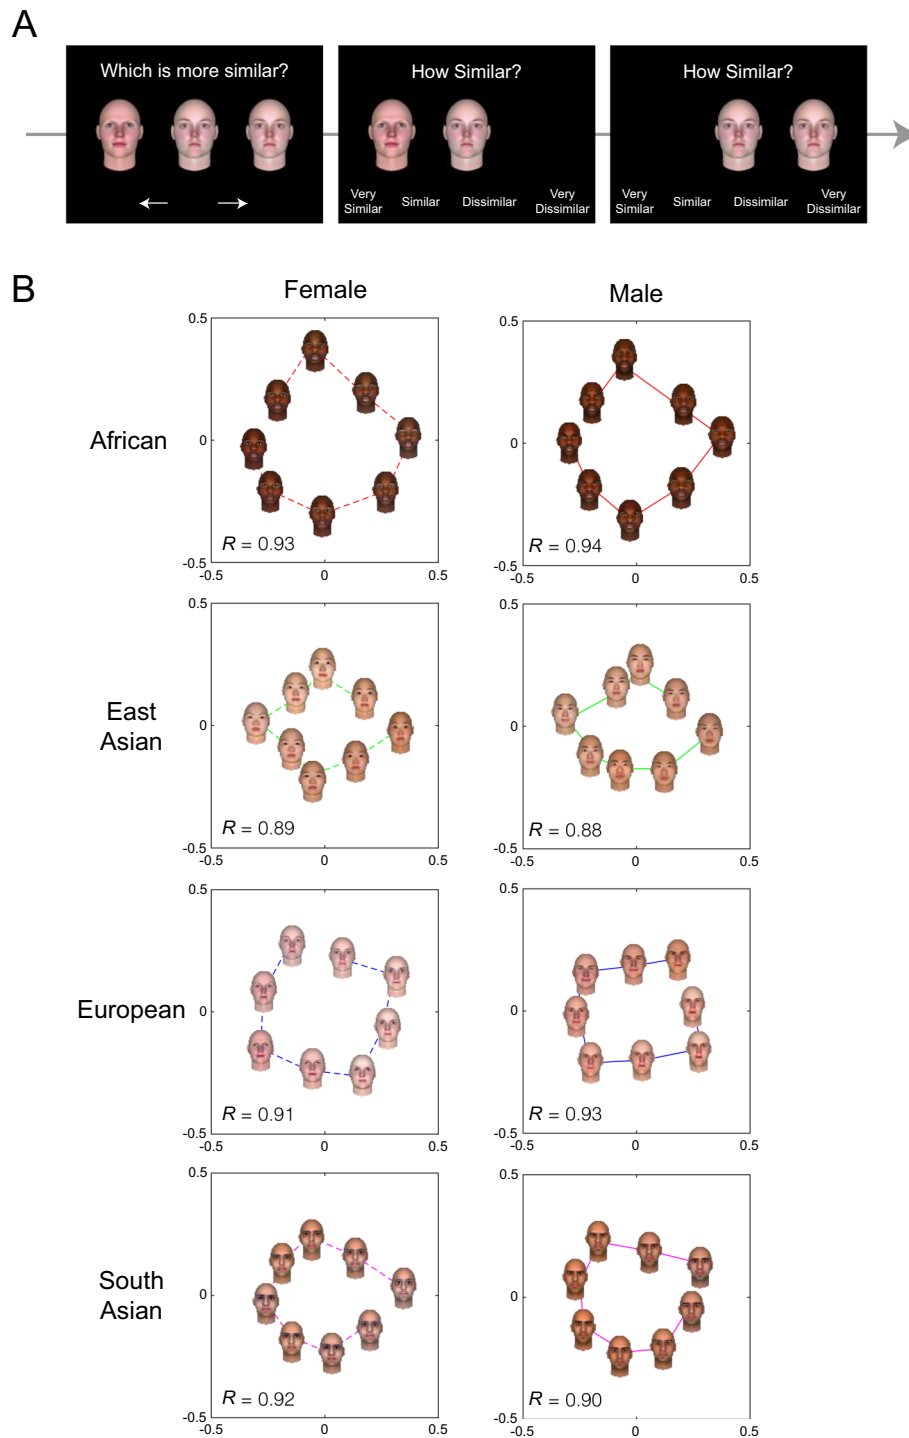 A
Which is more similar?
How Similar?
Very Similar
Similar
Dissimilar
Very Dissimilar
How Similar?
Very Similar
Similar
Dissimilar
Very Dissimilar
B
Female
Male
African
0.5
0
-0.5
-0.5
0
0.5
R = 0.93
0.5
0
-0.5
-0.5
0
0.5
R = 0.94
East
Asian
0.5
0
-0.5
-0.5
0
0.5
R = 0.89
0.5
0
-0.5
-0.5
0
0.5
R = 0.88
European
0.5
0
-0.5
-0.5
0
0.5
R = 0.91
0.5
0
-0.5
-0.5
0
0.5
R = 0.93
South
Asian
0.5
0
-0.5
-0.5
0
0.5
R = 0.92
0.5
0
-0.5
-0.5
0
0.5
R = 0.90